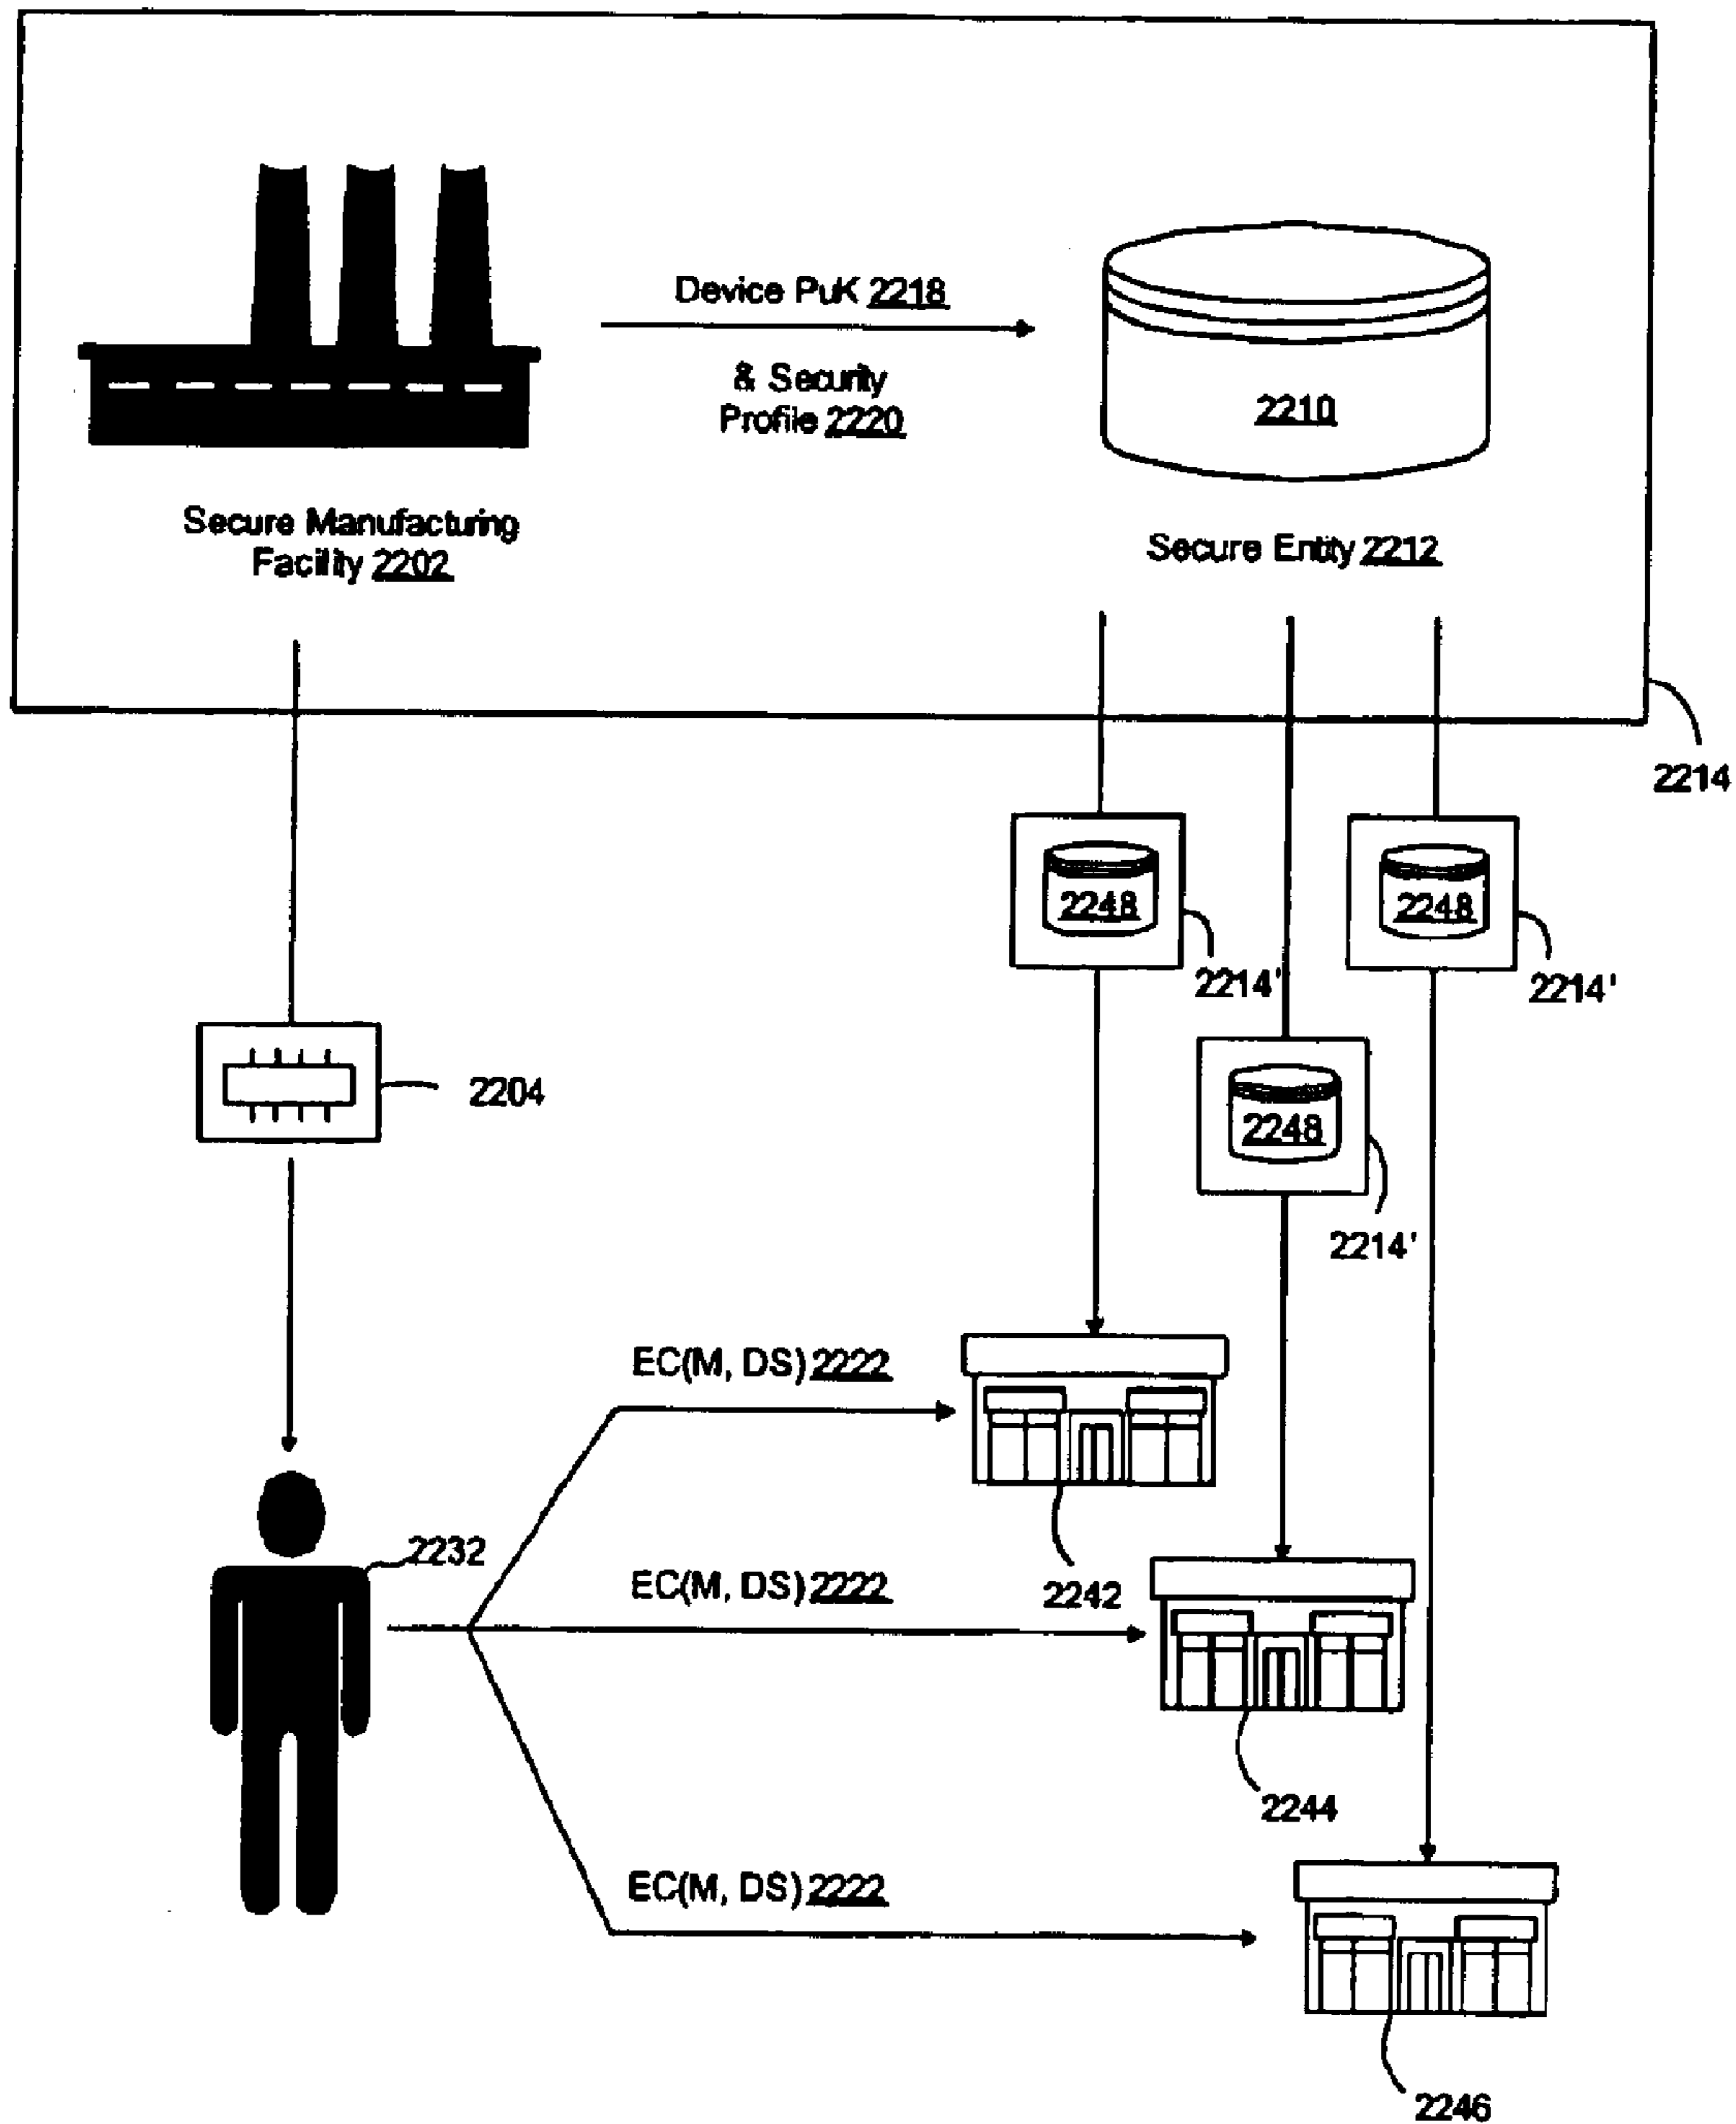 Device PuK 2218
& Security
Profile 2220
2210
Secure Manufacturing
Facility 2202
Secure Entity 2212
2214
2248
2248
2214'
2214'
2204
2248
2214'
EC(M, DS) 2222
2232
EC(M, DS) 2222
2242
2244
EC(M, DS) 2222
2246